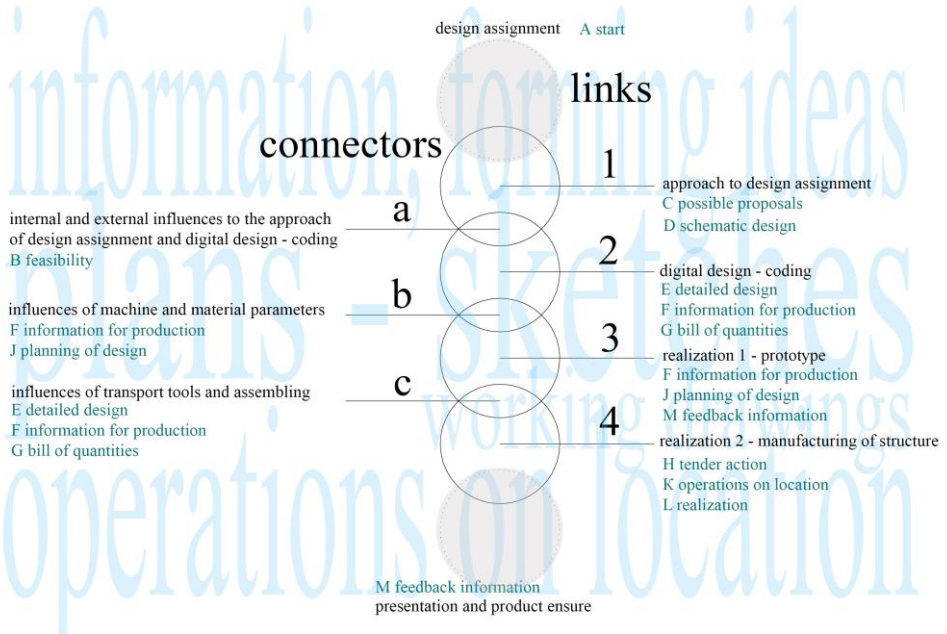 design assignment A start
links
connectors
1
approach to design assignment
C possible proposals
D schematic design
a
internal and external influences to the approach
of design assignment and digital design - coding
B feasibility
2
digital design - coding
E detailed design
F information for production
G bill of quantities
b
influences of machine and material parameters
F information for production
J planning of design
3
realization 1 - prototype
F information for production
J planning of design
M feedback information
c
influences of transport tools and assembling
E detailed design
F information for production
G bill of quantities
4
realization 2 - manufacturing of structure
H tender action
K operations on location
L realization
M feedback information
presentation and product ensure
information, forming ideas
plans - sketches
working drawings
operations on location